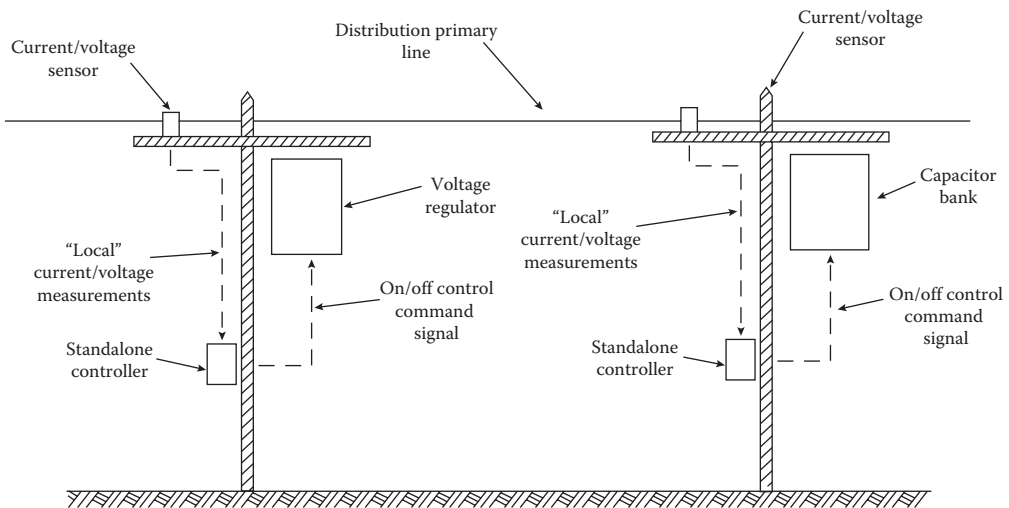 Current/voltage
sensor
Distribution primary
line
Current/voltage
sensor
Voltage
regulator
Capacitor
bank
“Local”
current/voltage
measurements
“Local”
current/voltage
measurements
On/off control
command
signal
On/off control
command
signal
Standalone
controller
Standalone
controller